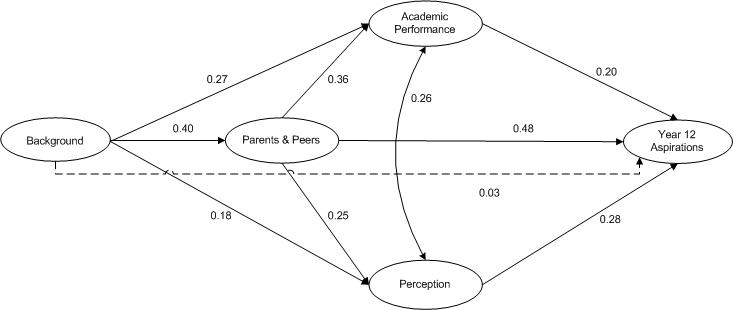 Academic
Performance
0.27
0.36
0.20
0.26
0.40
0.48
Background
Parents & Peers
Year 12
Aspirations
0.03
0.18
0.25
0.28
Perception